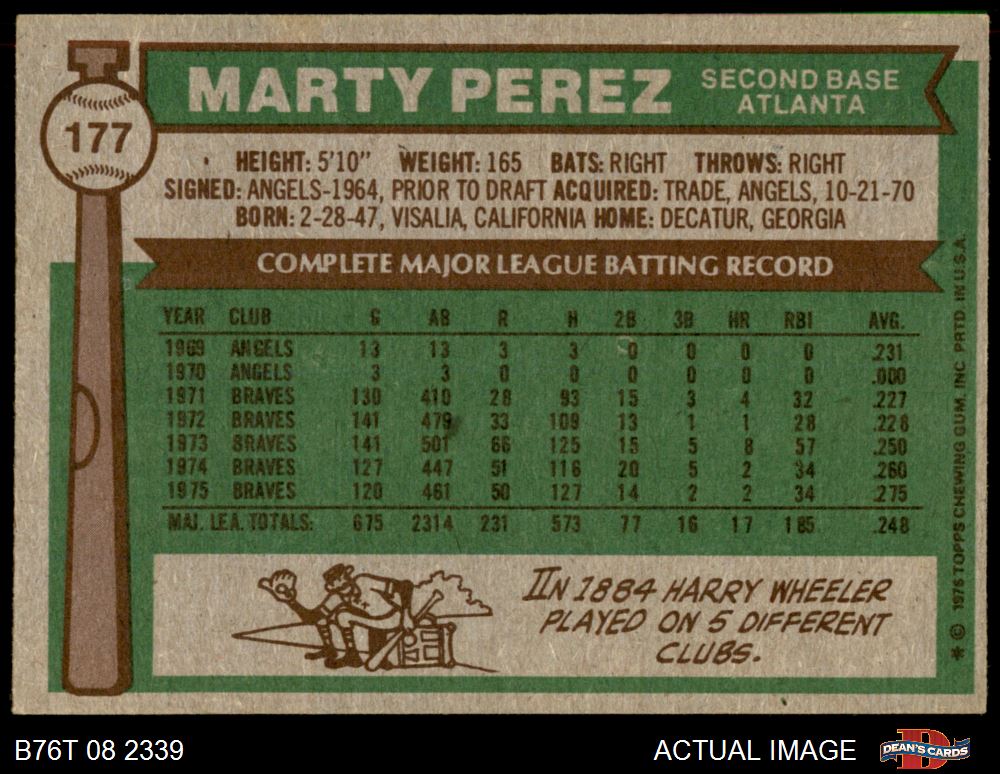 177
MARTY PEREZ
SECOND BASE
ATLANTA
HEIGHT: 5'10" WEIGHT: 165 BATS: RIGHT THROWS: RIGHT
SIGNED: ANGELS-1964, PRIOR TO DRAFT ACQUIRED: TRADE, ANGELS, 10-21-70
BORN: 2-28-47, VISALIA, CALIFORNIA HOME: DECATUR, GEORGIA
COMPLETE MAJOR LEAGUE BATTING RECORD
YEAR CLUB G AB R H 2B 3B HR RBI AVG.
1969 ANGELS 13 13 3 3 0 0 0 0 .231
1970 ANGELS 3 3 0 0 0 0 0 0 .000
1971 BRAVES 130 410 28 93 15 3 4 32 .227
1972 BRAVES 141 479 33 109 13 1 1 28 .228
1973 BRAVES 141 501 66 125 15 5 8 57 .250
1974 BRAVES 127 447 51 116 20 5 2 34 .260
1975 BRAVES 120 461 50 127 14 2 2 34 .275
MAJ. LEA. TOTALS: 675 2314 231 573 77 16 17 185 .248
IN 1884 HARRY WHEELER
PLAYED ON 5 DIFFERENT
CLUBS.
* © 1976 TOPPS CHEWING GUM, INC. PRTD. IN U.S.A.
B76T 08 2339
ACTUAL IMAGE
DEAN'S CARDS